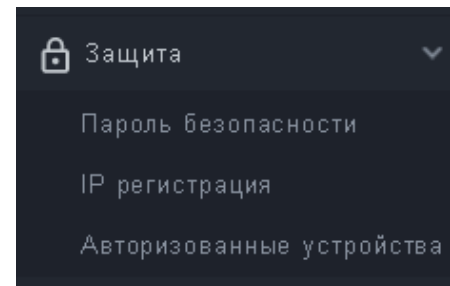 Защита
Пароль безопасности
IP регистрация
Авторизованные устройства